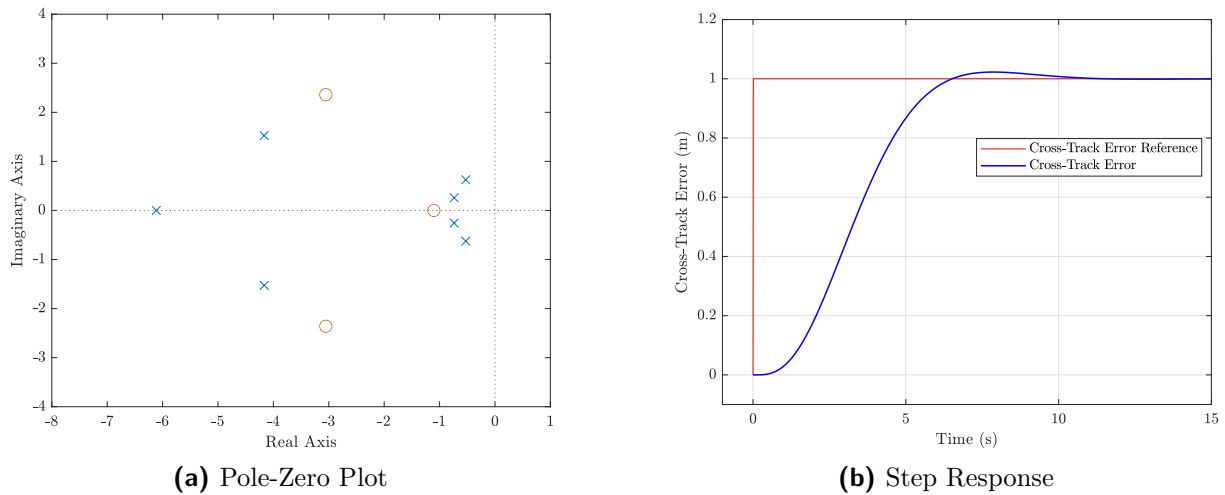 4
3
2
1
0
-1
-2
-3
-4
Imaginary Axis
-8 -7 -6 -5 -4 -3 -2 -1 0 1
Real Axis
(a) Pole-Zero Plot
1.2
1
0.8
0.6
0.4
0.2
0
Cross-Track Error (m)
Cross-Track Error Reference
Cross-Track Error
0 5 10 15
Time (s)
(b) Step Response